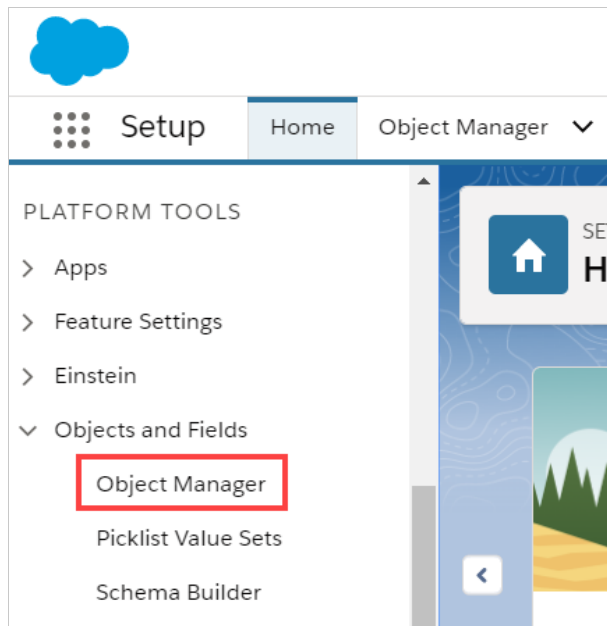 Setup
Home
Object Manager
PLATFORM TOOLS
Apps
Feature Settings
Einstein
Objects and Fields
Object Manager
Picklist Value Sets
Schema Builder